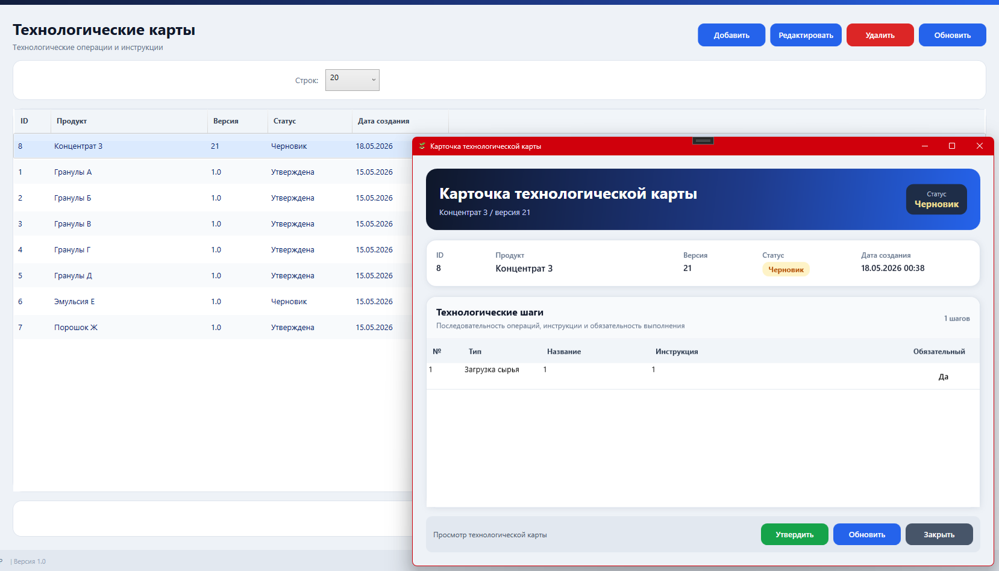 Технологические карты
Технологические операции и инструкции
Добавить
Редактировать
Удалить
Обновить
Строк:
20
ID Продукт Версия Статус Дата создания
8 Концентрат З 21 Черновик 18.05.2026
1 Гранулы А 1.0 Утверждена 15.05.2026
2 Гранулы Б 1.0 Утверждена 15.05.2026
3 Гранулы В 1.0 Утверждена 15.05.2026
4 Гранулы Г 1.0 Утверждена 15.05.2026
5 Гранулы Д 1.0 Утверждена 15.05.2026
6 Эмульсия Е 1.0 Черновик 15.05.2026
7 Порошок Ж 1.0 Утверждена 15.05.2026
| Версия 1.0
Карточка технологической карты
Карточка технологической карты
Концентрат З / версия 21
Статус
Черновик
ID Продукт Версия Статус Дата создания
8 Концентрат З 21 Черновик 18.05.2026 00:38
Технологические шаги
Последовательность операций, инструкции и обязательность выполнения
1 шагов
№ Тип Название Инструкция Обязательный
1 Загрузка сырья 1 1 Да
Просмотр технологической карты
Утвердить
Обновить
Закрыть